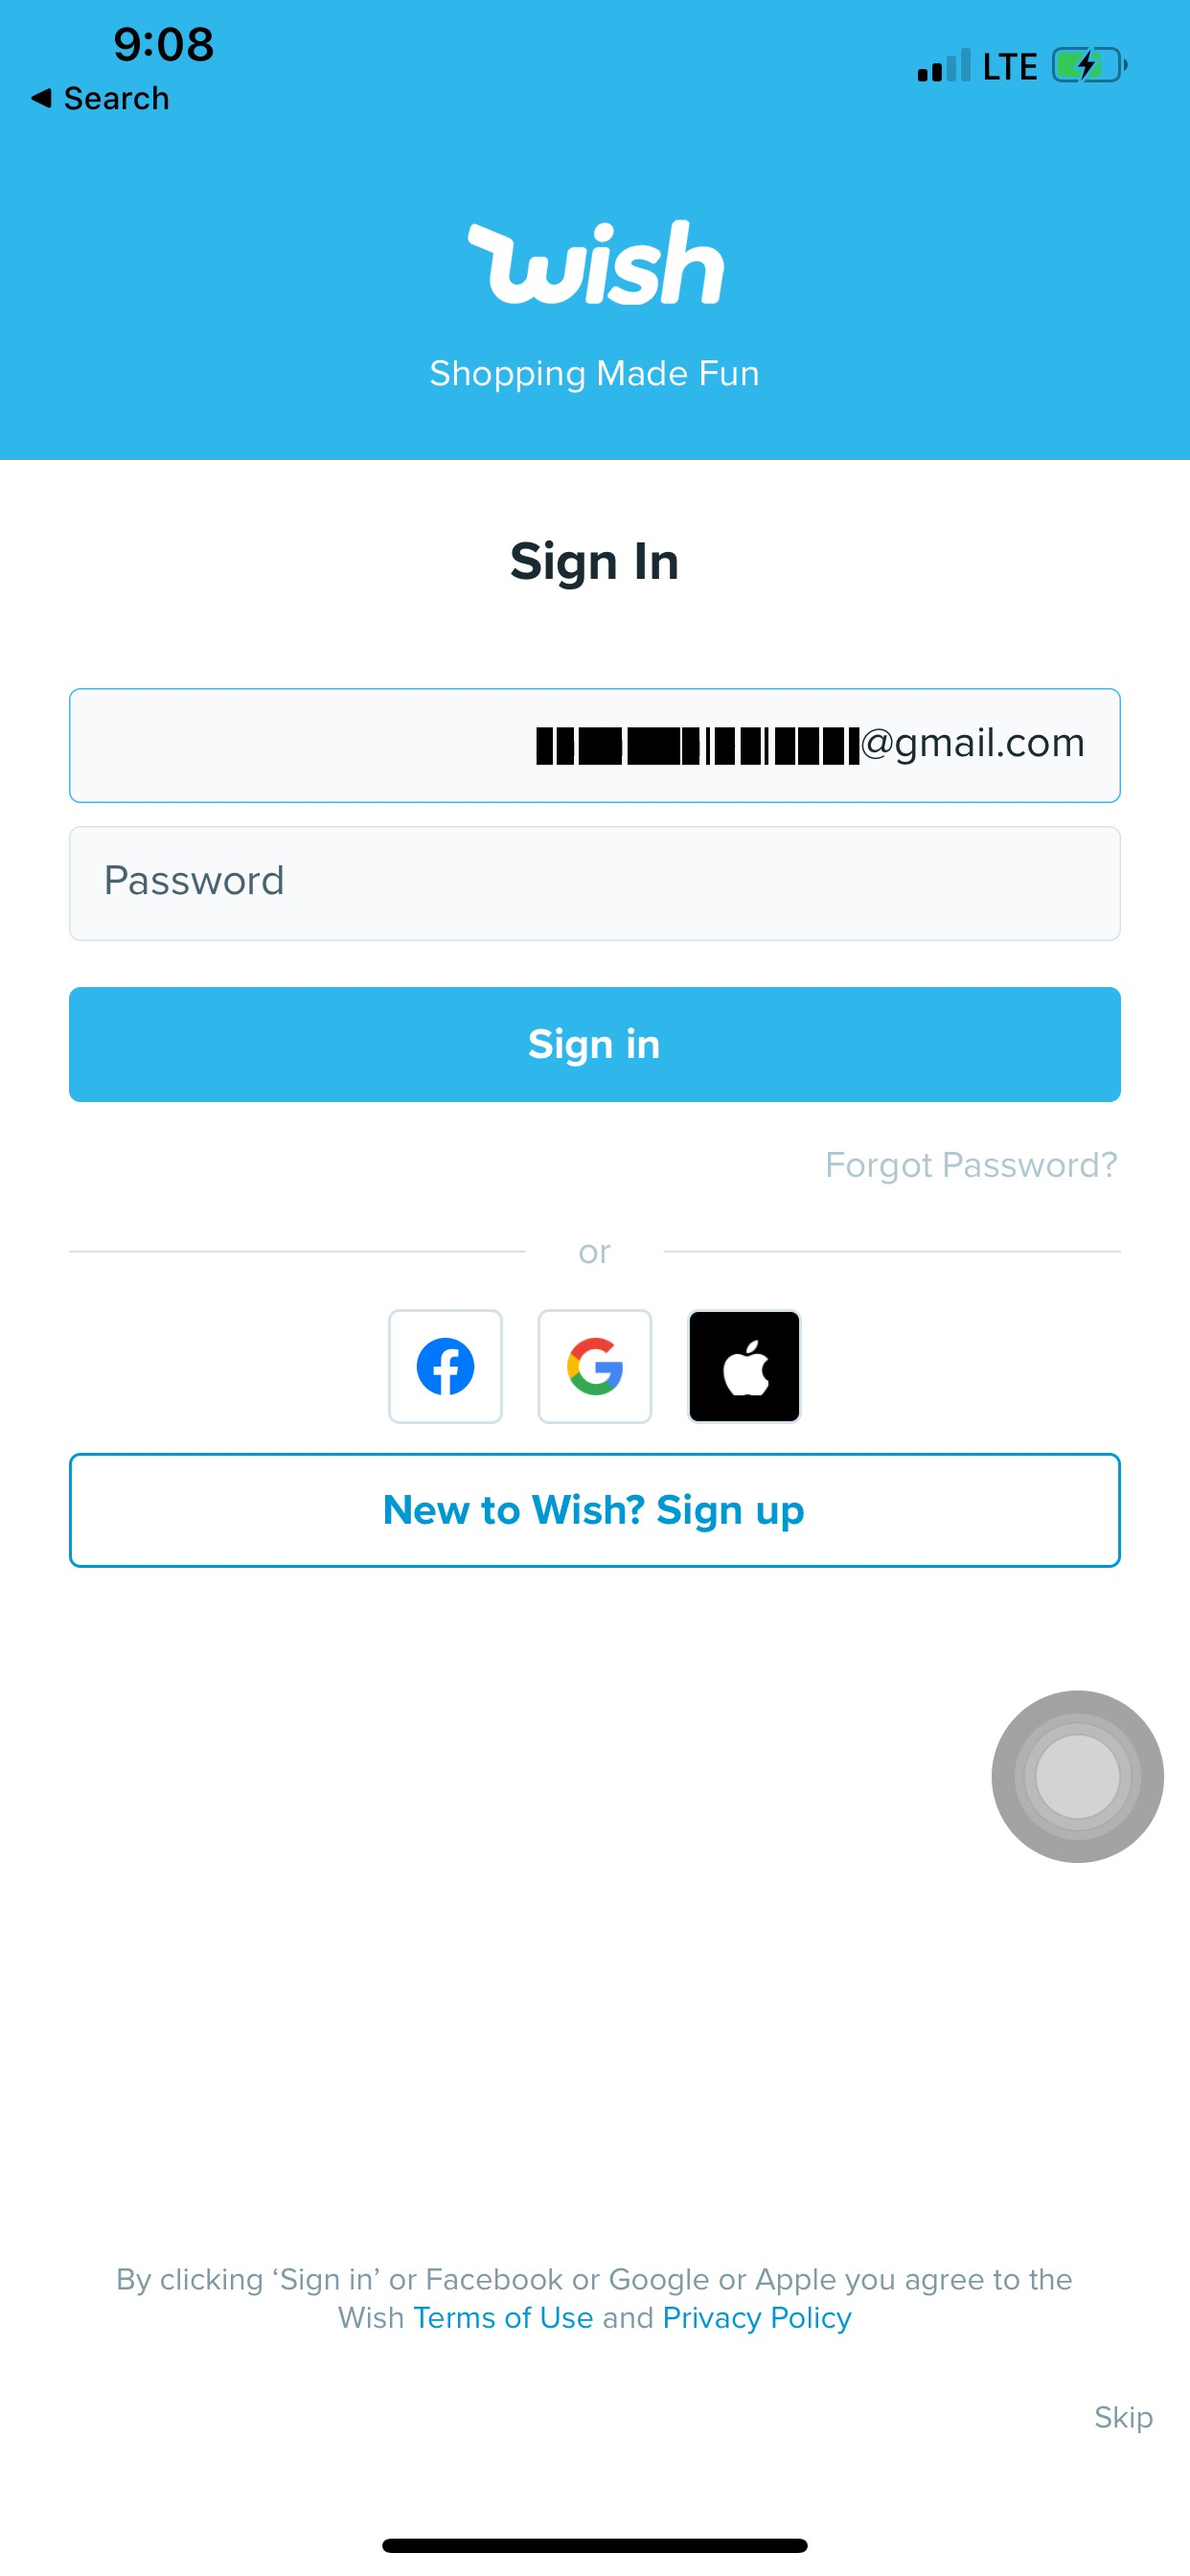 9:08
LTE
Search
wish
Shopping Made Fun
Sign In
@gmail.com
Password
Sign in
Forgot Password?
or
New to Wish? Sign up
By clicking ‘Sign in’ or Facebook or Google or Apple you agree to the
Wish Terms of Use and Privacy Policy
Skip